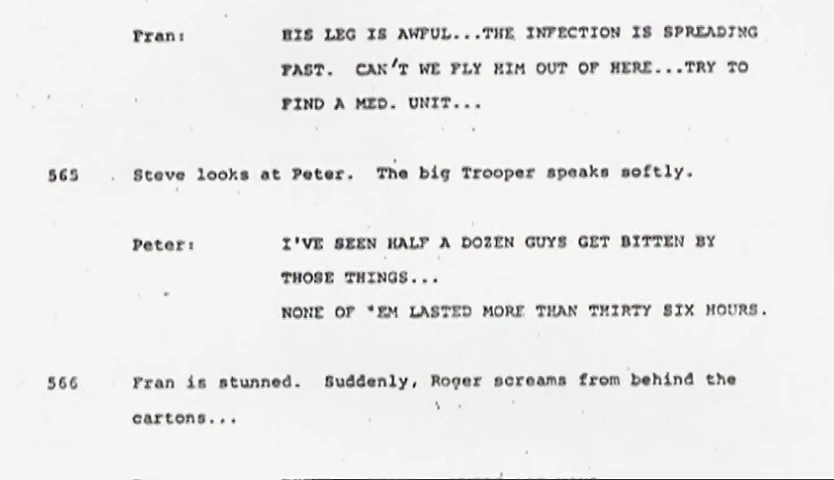 Fran: HIS LEG IS AWFUL...THE INFECTION IS SPREADING
FAST. CAN'T WE FLY HIM OUT OF HERE...TRY TO
FIND A MED. UNIT...
565 Steve looks at Peter. The big Trooper speaks softly.
Peter: I'VE SEEN HALF A DOZEN GUYS GET BITTEN BY
THOSE THINGS...
NONE OF 'EM LASTED MORE THAN THIRTY SIX HOURS.
566 Fran is stunned. Suddenly, Roger screams from behind the
cartons...